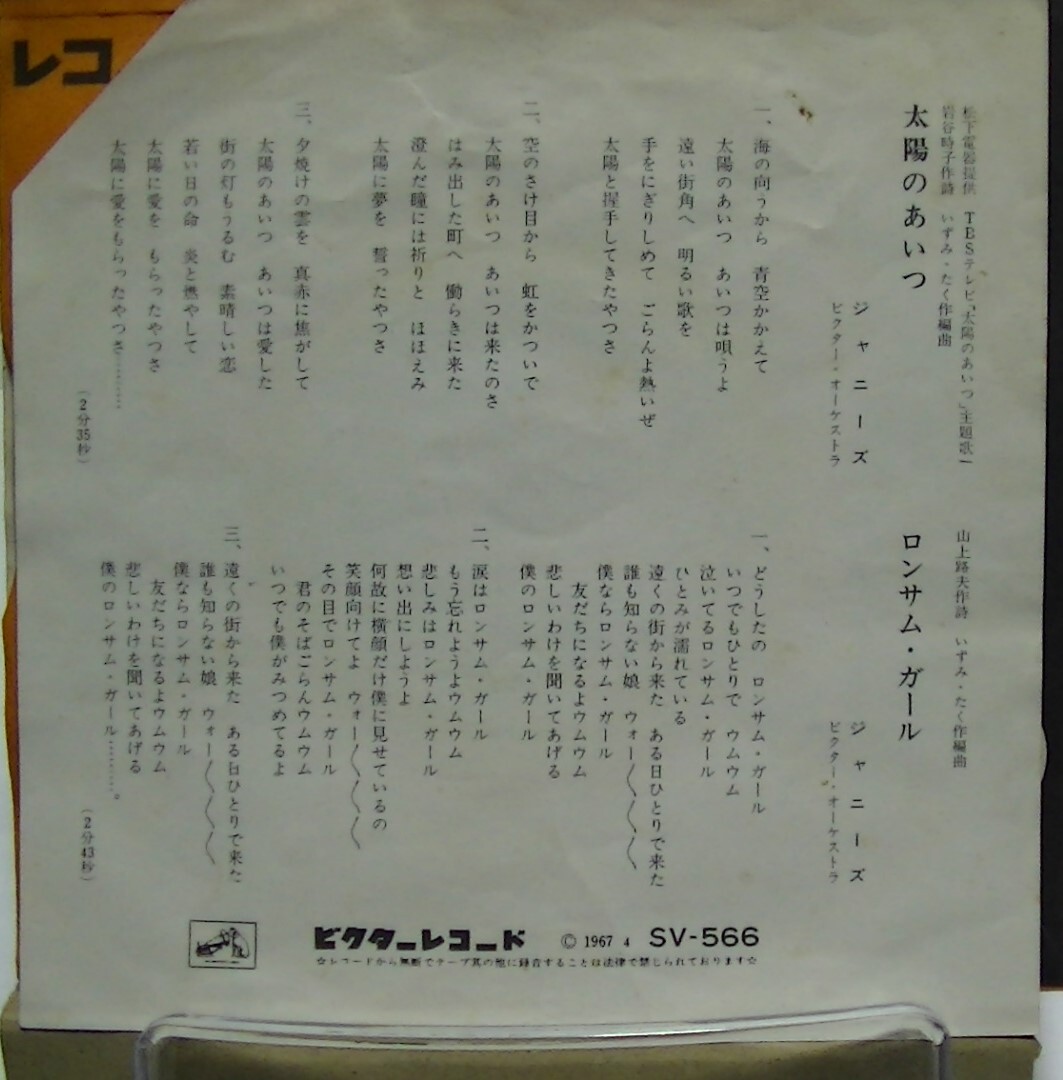 レコ
松下電器提供 TBSテレビ「太陽のあいつ」主題歌
岩谷時子作詩 いずみ・たく作編曲
太陽のあいつ
ジャニーズ
ビクター・オーケストラ
一、海の向うから 青空かかえて
太陽のあいつ あいつは唄うよ
遠い街角へ 明るい歌を
手をにぎりしめて ごらんよ熱いぜ
太陽と握手してきたやつさ
二、空のさけ目から 虹をかついで
太陽のあいつ あいつは来たのさ
はみ出した町へ 働らきに来た
澄んだ瞳には祈りと ほほえみ
太陽に夢を 誓ったやつさ
三、夕焼けの雲を 真赤に焦がして
太陽のあいつ あいつは愛した
街の灯もうるむ 素晴しい恋
若い日の命 炎と燃やして
太陽に愛を もらったやつさ
太陽に愛をもらったやつさ…………
(2分35秒)
山上路夫作詩 いずみ・たく作編曲
ロンサム・ガール
ジャニーズ
ビクター・オーケストラ
一、どうしたの ロンサム・ガール
いつでもひとりで ウムウム
泣いてるロンサム・ガール
ひとみが濡れている
遠くの街から来た ある日ひとりで来た
誰も知らない娘 ウォー〱〱〱
僕ならロンサム・ガール
友だちになるよウムウム
悲しいわけを聞いてあげる
僕のロンサム・ガール
二、涙はロンサム・ガール
もう忘れようよウムウム
悲しみはロンサム・ガール
想い出にしようよ
何故に横顔だけ僕に見せているの
笑顔向けてよ ウォー〱〱〱
その目でロンサム・ガール
君のそばごらんウムウム
いつでも僕がみつめてるよ
三、遠くの街から来た ある日ひとりで来た
誰も知らない娘 ウォー〱〱〱
僕ならロンサム・ガール
友だちになるよウムウム
悲しいわけを聞いてあげる
僕のロンサム・ガール………。
(2分43秒)
ビクターレコード Ⓒ 1967 4 SV-566
☆レコードから無断でテープ其の他に録音することは法律で禁じられております☆